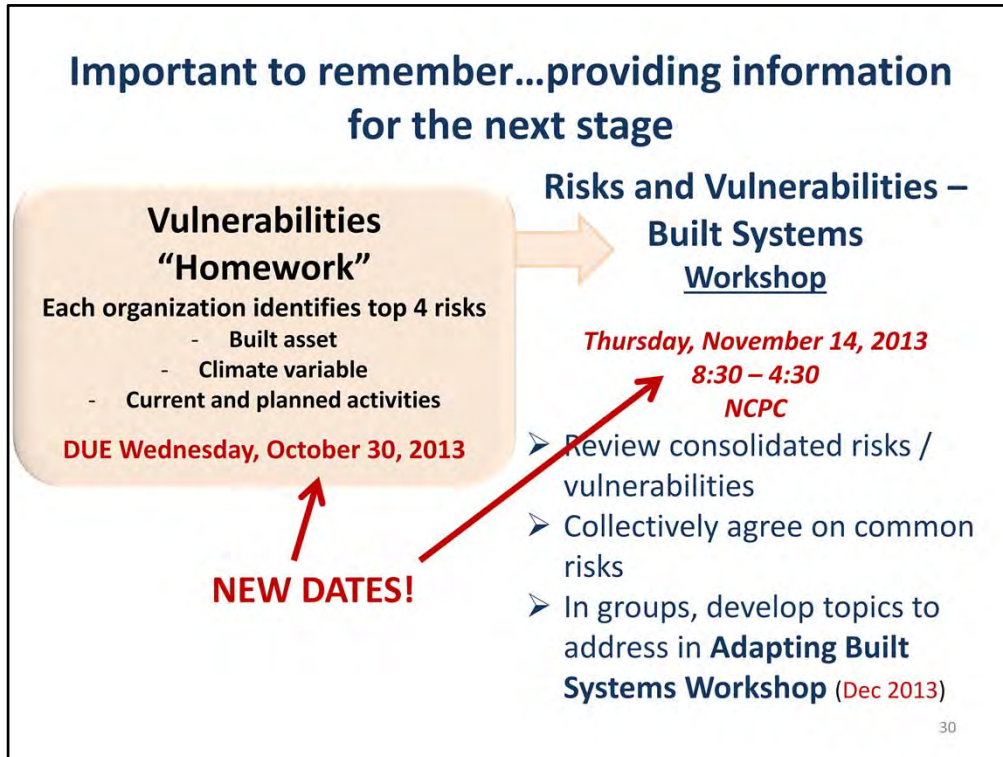 Important to remember...providing information
for the next stage
Vulnerabilities
“Homework”
Each organization identifies top 4 risks
- Built asset
- Climate variable
- Current and planned activities
DUE Wednesday, October 30, 2013
NEW DATES!
Risks and Vulnerabilities –
Built Systems
Workshop
Thursday, November 14, 2013
8:30 – 4:30
NCPC
➢ Review consolidated risks /
vulnerabilities
➢ Collectively agree on common
risks
➢ In groups, develop topics to
address in Adapting Built
Systems Workshop (Dec 2013)
30